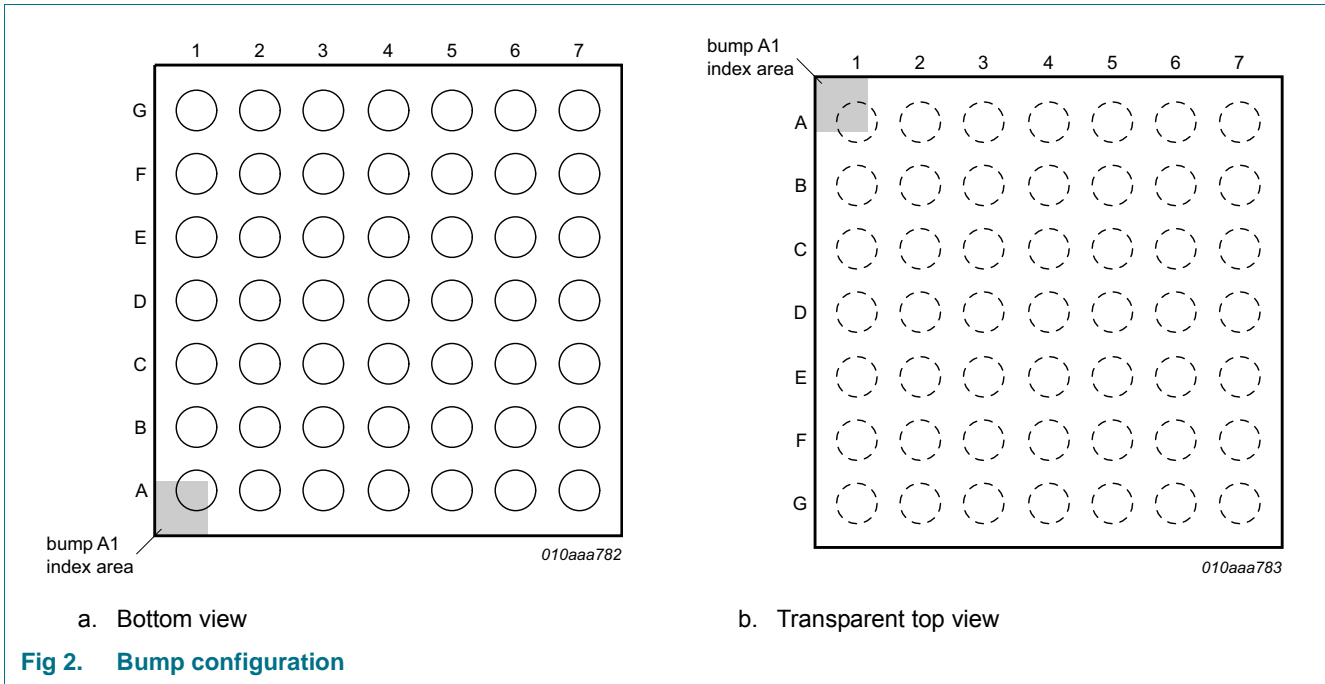 1 2 3 4 5 6 7
G
F
E
D
C
B
A
bump A1
index area
010aaa782
a. Bottom view
bump A1
index area
1 2 3 4 5 6 7
A
B
C
D
E
F
G
010aaa783
b. Transparent top view
Fig 2. Bump configuration